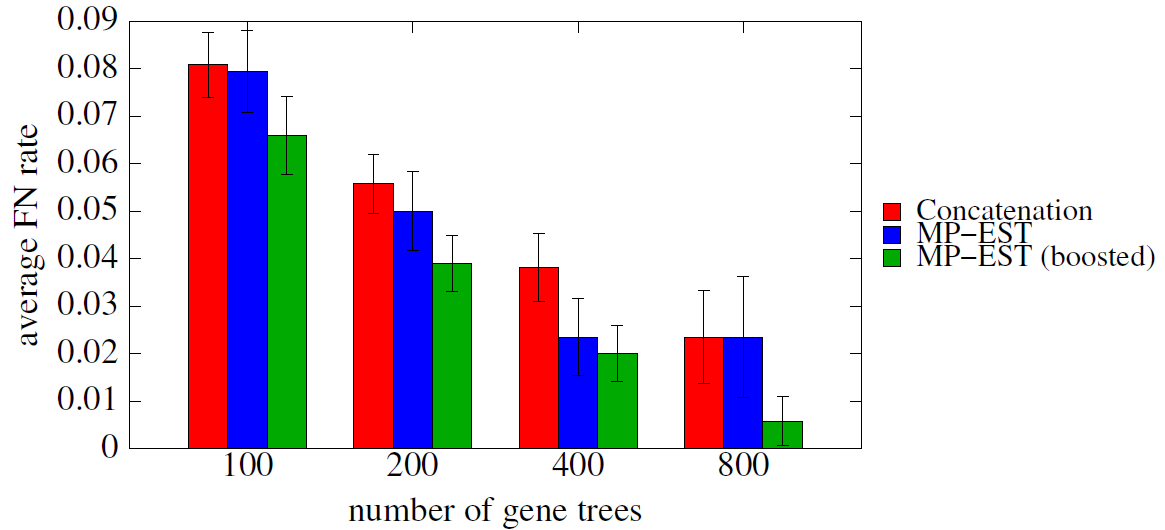 0.09
0.08
0.07
0.06
0.05
0.04
0.03
0.02
0.01
0
average FN rate
100 200 400 800
number of gene trees
Concatenation
MP−EST
MP−EST (boosted)